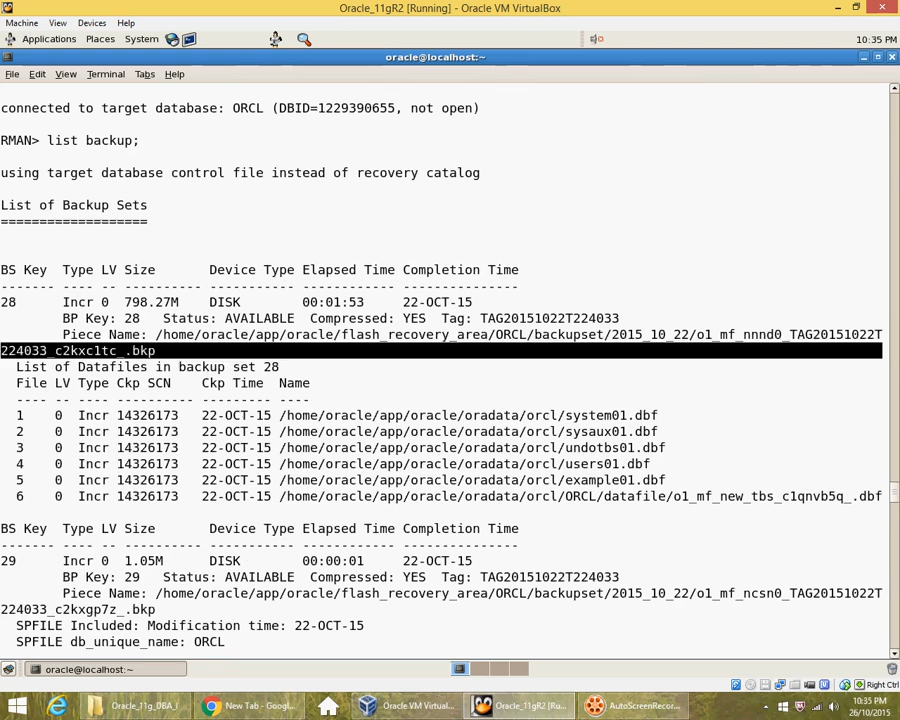 Oracle_11gR2 [Running] - Oracle VM VirtualBox
Machine View Devices Help
Applications Places System 10:35 PM
oracle@localhost:~
File Edit View Terminal Tabs Help
connected to target database: ORCL (DBID=1229390655, not open)
RMAN> list backup;
using target database control file instead of recovery catalog
List of Backup Sets
===================
BS Key  Type LV Size       Device Type Elapsed Time Completion Time
------- ---- -- ---------- ----------- ------------ ---------------
28      Incr 0  798.27M    DISK        00:01:53     22-OCT-15
        BP Key: 28   Status: AVAILABLE  Compressed: YES  Tag: TAG20151022T224033
        Piece Name: /home/oracle/app/oracle/flash_recovery_area/ORCL/backupset/2015_10_22/o1_mf_nnnd0_TAG20151022T
224033_c2kxc1tc_.bkp
  List of Datafiles in backup set 28
  File LV Type Ckp SCN    Ckp Time  Name
  ---- -- ---- ---------- --------- ----
  1    0  Incr 14326173   22-OCT-15 /home/oracle/app/oracle/oradata/orcl/system01.dbf
  2    0  Incr 14326173   22-OCT-15 /home/oracle/app/oracle/oradata/orcl/sysaux01.dbf
  3    0  Incr 14326173   22-OCT-15 /home/oracle/app/oracle/oradata/orcl/undotbs01.dbf
  4    0  Incr 14326173   22-OCT-15 /home/oracle/app/oracle/oradata/orcl/users01.dbf
  5    0  Incr 14326173   22-OCT-15 /home/oracle/app/oracle/oradata/orcl/example01.dbf
  6    0  Incr 14326173   22-OCT-15 /home/oracle/app/oracle/oradata/orcl/ORCL/datafile/o1_mf_new_tbs_c1qnvb5q_.dbf
BS Key  Type LV Size       Device Type Elapsed Time Completion Time
------- ---- -- ---------- ----------- ------------ ---------------
29      Incr 0  1.05M      DISK        00:00:01     22-OCT-15
        BP Key: 29   Status: AVAILABLE  Compressed: YES  Tag: TAG20151022T224033
        Piece Name: /home/oracle/app/oracle/flash_recovery_area/ORCL/backupset/2015_10_22/o1_mf_ncsn0_TAG20151022T
224033_c2kxgp7z_.bkp
  SPFILE Included: Modification time: 22-OCT-15
  SPFILE db_unique_name: ORCL
oracle@localhost:~
Right Ctrl
Oracle_11g_DBA_I
New Tab - Google...
Oracle VM Virtual...
Oracle_11gR2 [Ru...
AutoScreenRecor...
10:35 PM
26/10/2015